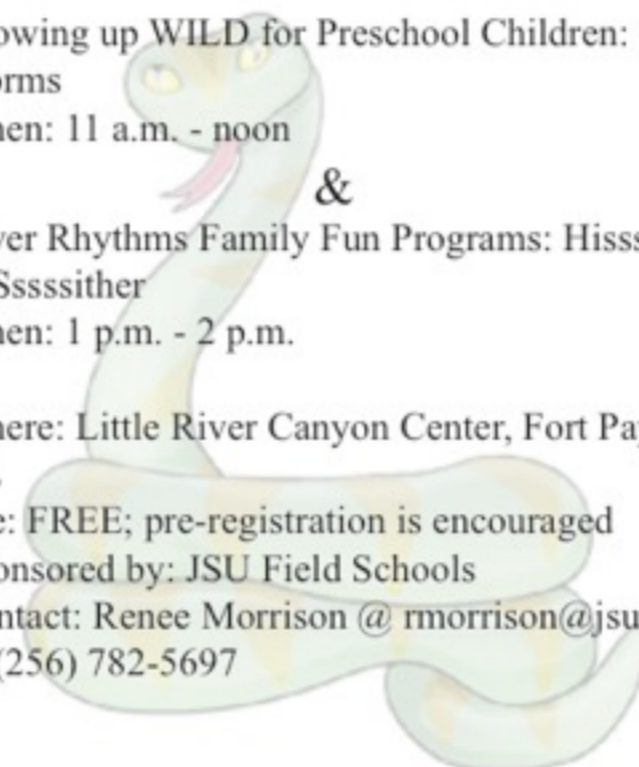 owing up WILD for Preschool Children:
orms
hen: 11 a.m. - noon
&
ver Rhythms Family Fun Programs: Hisss
Sssssither
hen: 1 p.m. - 2 p.m.
here: Little River Canyon Center, Fort Pay
e: FREE; pre-registration is encouraged
onsored by: JSU Field Schools
ntact: Renee Morrison @ rmorrison@jsu
(256) 782-5697